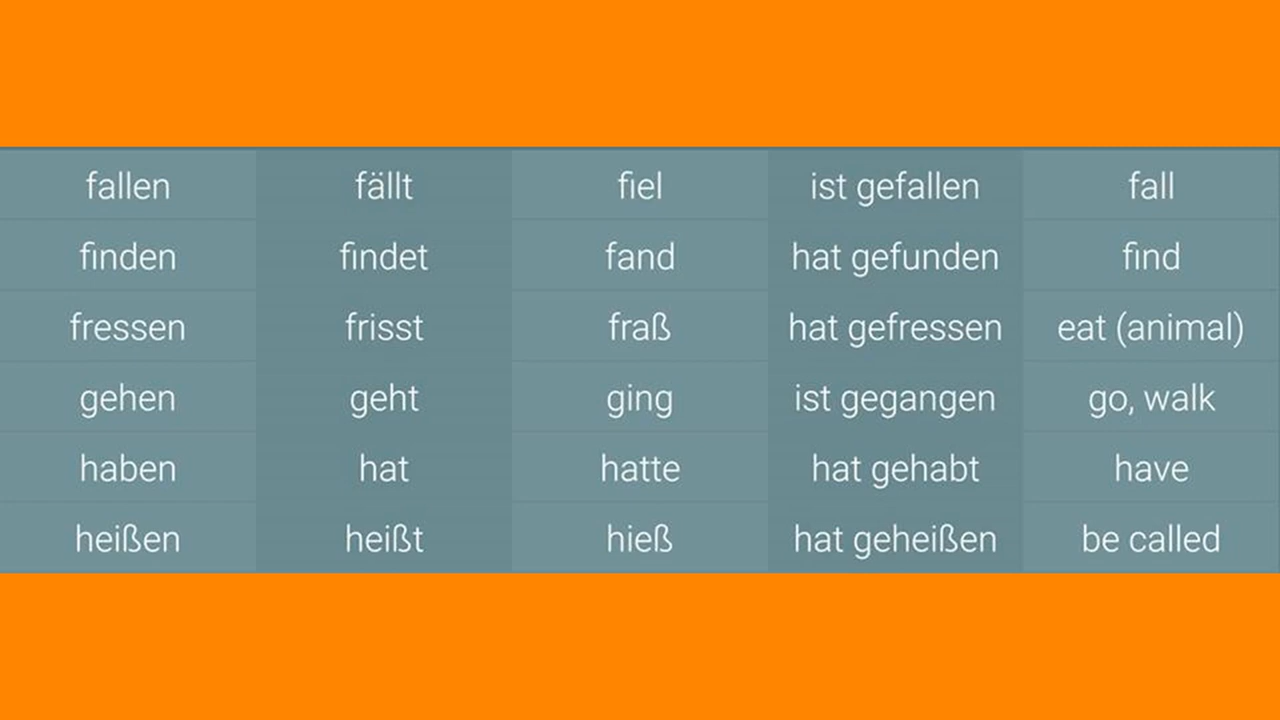 fallen fällt fiel ist gefallen fall
finden findet fand hat gefunden find
fressen frisst fraß hat gefressen eat (animal)
gehen geht ging ist gegangen go, walk
haben hat hatte hat gehabt have
heißen heißt hieß hat geheißen be called